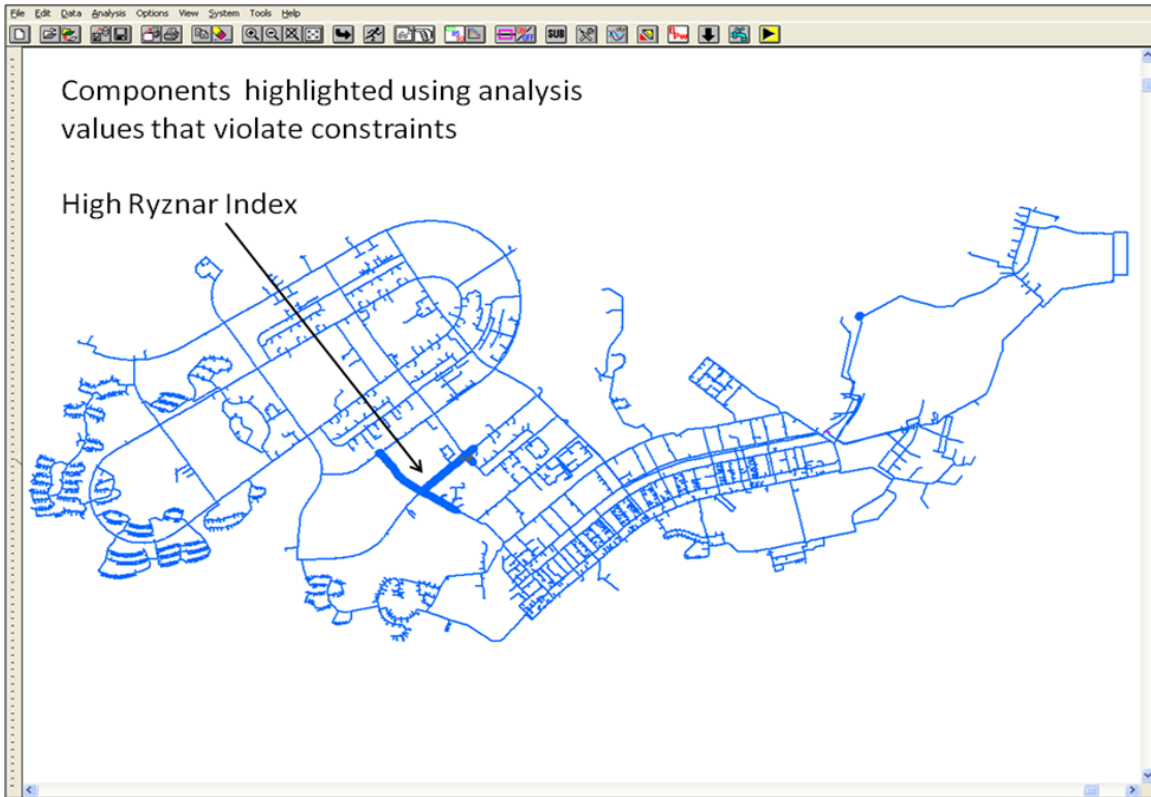 File Edit Data Analysis Options View System Tools Help
SUB
Components highlighted using analysis
values that violate constraints
High Ryznar Index